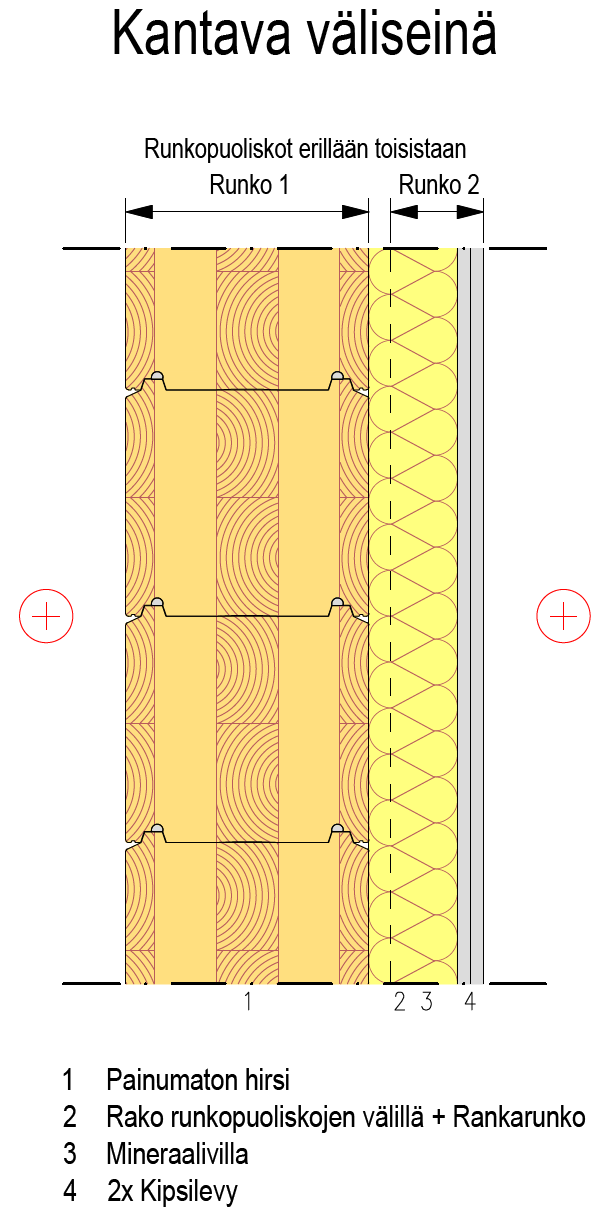 Kantava väliseinä
Runkopuoliskot erillään toisistaan
Runko 1 Runko 2
1 2 3 4
1 Painumaton hirsi
2 Rako runkopuoliskojen välillä + Rankarunko
3 Mineraalivilla
4 2x Kipsilevy